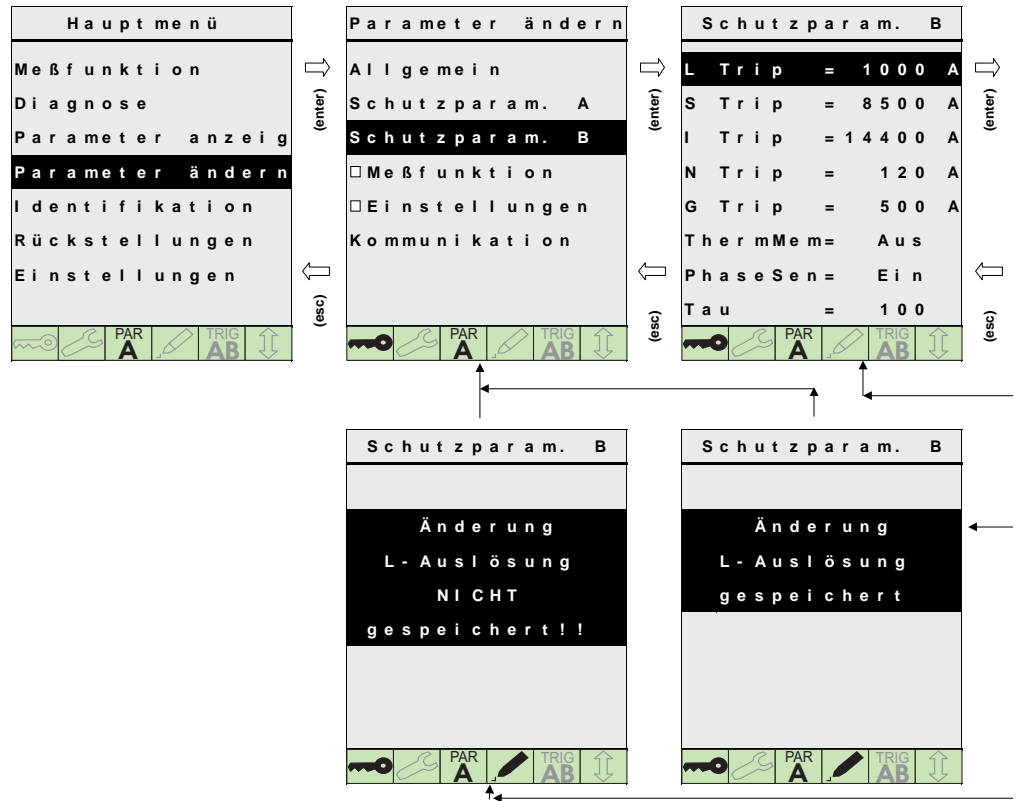 Hauptmenü
Meßfunktion
Diagnose
Parameter anzeig
Parameter ändern
Identifikation
Rückstellungen
Einstellungen
PAR A TRIG AB
(enter)
(esc)
Parameter ändern
Allgemein
Schutzparam. A
Schutzparam. B
□Meßfunktion
□Einstellungen
Kommunikation
PAR A TRIG AB
(enter)
(esc)
Schutzparam. B
L Trip = 1000 A
S Trip = 8500 A
I Trip =14400 A
N Trip = 120 A
G Trip = 500 A
ThermMem= Aus
PhaseSen= Ein
Tau = 100
PAR A TRIG AB
(enter)
(esc)
Schutzparam. B
Änderung
L-Auslösung
NICHT
gespeichert!!
PAR A TRIG AB
Schutzparam. B
Änderung
L-Auslösung
gespeichert
PAR A TRIG AB